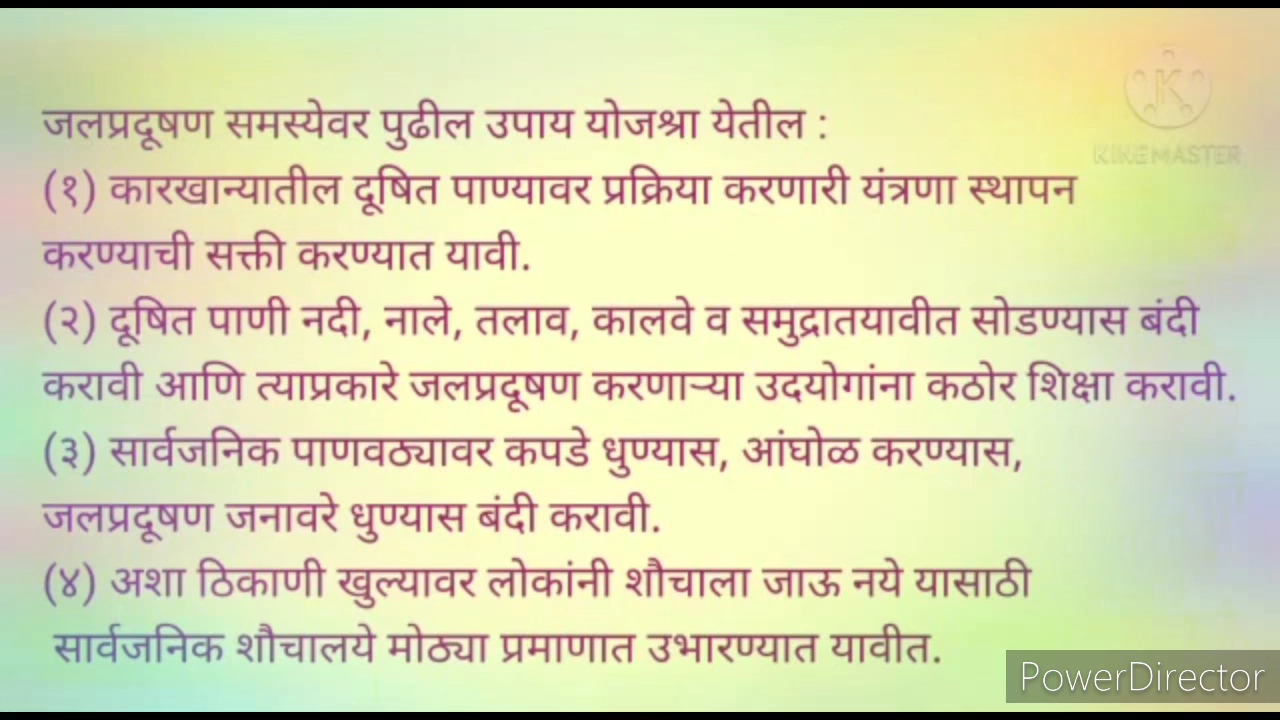 जलप्रदूषण समस्येवर पुढील उपाय योजश्रा येतील :
(१) कारखान्यातील दूषित पाण्यावर प्रक्रिया करणारी यंत्रणा स्थापन
करण्याची सक्ती करण्यात यावी.
(२) दूषित पाणी नदी, नाले, तलाव, कालवे व समुद्रातयावीत सोडण्यास बंदी
करावी आणि त्याप्रकारे जलप्रदूषण करणाऱ्या उदयोगांना कठोर शिक्षा करावी.
(३) सार्वजनिक पाणवठ्यावर कपडे धुण्यास, आंघोळ करण्यास,
जलप्रदूषण जनावरे धुण्यास बंदी करावी.
(४) अशा ठिकाणी खुल्यावर लोकांनी शौचाला जाऊ नये यासाठी
सार्वजनिक शौचालये मोठ्या प्रमाणात उभारण्यात यावीत.
K
KINEMASTER
PowerDirector